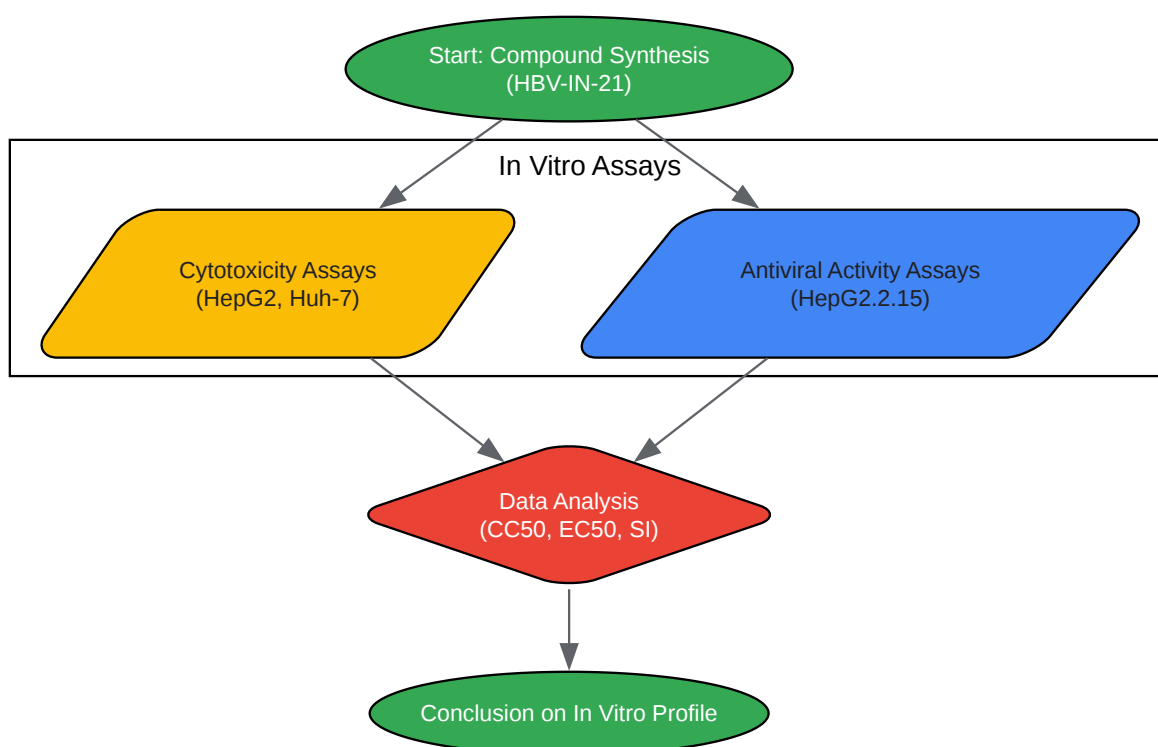 Start: Compound Synthesis
(HBV-IN-21)
In Vitro Assays
Cytotoxicity Assays
(HepG2, Huh-7)
Antiviral Activity Assays
(HepG2.2.15)
Data Analysis
(CC50, EC50, SI)
Conclusion on In Vitro Profile